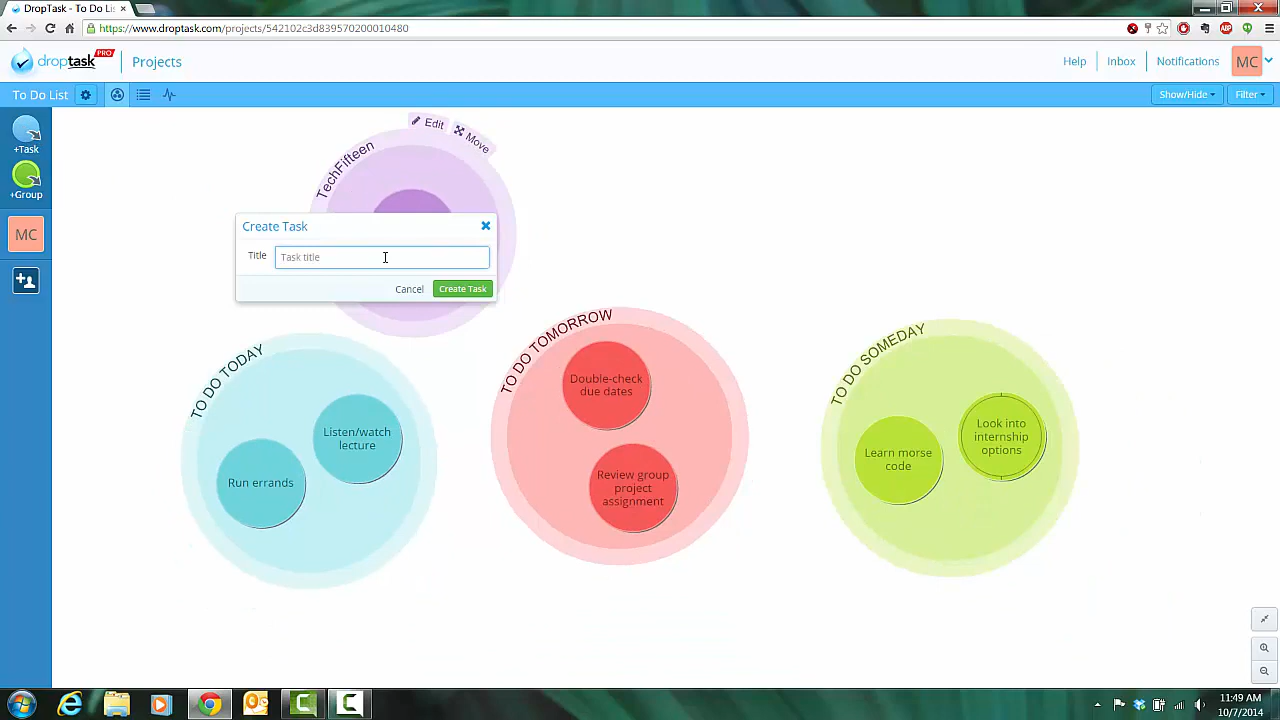 DropTask - To Do List
https://www.droptask.com/projects/542102c3d839570200010480
droptask PRO
Projects
Help
Inbox
Notifications
MC
To Do List
Show/Hide
Filter
+Task
+Group
MC
TechFifteen
Edit
Move
Create Task
Title
Task title
Cancel
Create Task
TO DO TODAY
Listen/watch
lecture
Run errands
TO DO TOMORROW
Double-check
due dates
Review group
project
assignment
TO DO SOMEDAY
Learn morse
code
Look into
internship
options
11:49 AM
10/7/2014